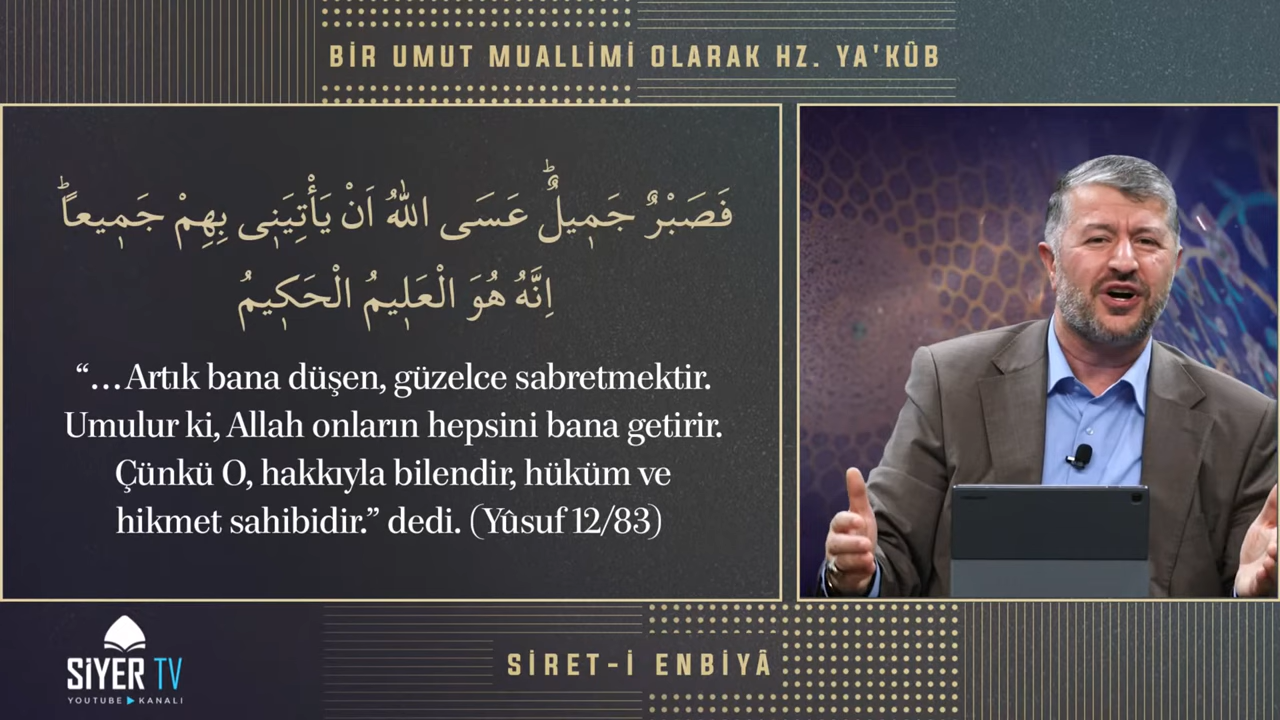 BİR UMUT MUALLİMİ OLARAK HZ. YA'KÛB
فَصَبْرٌ جَم۪يلٌۜ عَسَى اللّٰهُ اَنْ يَأْتِيَن۪ى بِهِمْ جَم۪يعاًۜ
اِنَّهُ هُوَ الْعَل۪يمُ الْحَك۪يمُ
“...Artık bana düşen, güzelce sabretmektir.
Umulur ki, Allah onların hepsini bana getirir.
Çünkü O, hakkıyla bilendir, hüküm ve
hikmet sahibidir.” dedi. (Yûsuf 12/83)
SİYER TV
YOUTUBE KANALI
SİRET-İ ENBİYÂ